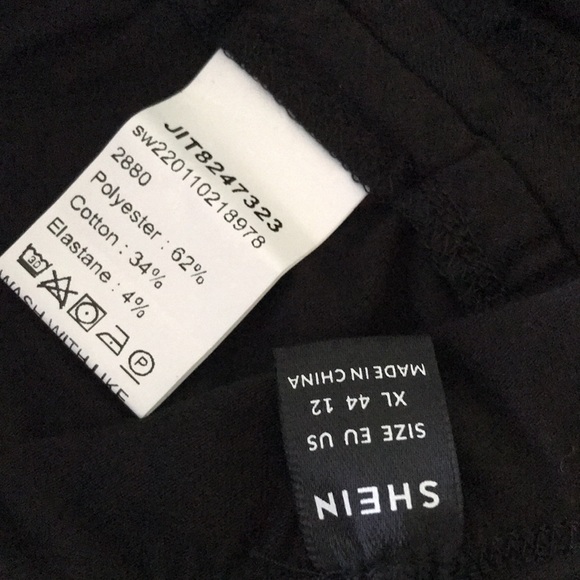 JIT8247323
sw220110218978
2880
Polyester : 62%
Cotton : 34%
Elastane : 4%
30 P
WASH WITH LIKE
SHEIN
SIZE EU US
XL 44 12
MADE IN CHINA